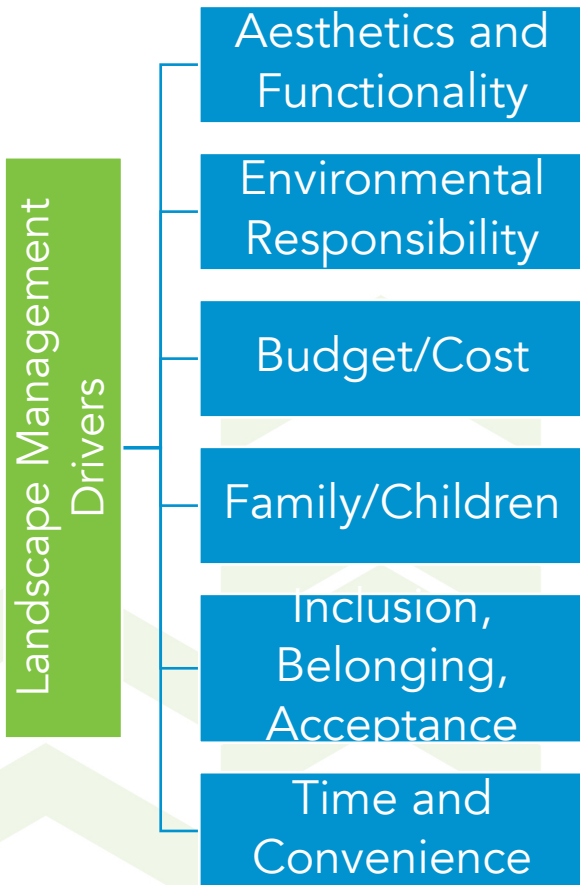 Landscape Management
Drivers
Aesthetics and
Functionality
Environmental
Responsibility
Budget/Cost
Family/Children
Inclusion,
Belonging,
Acceptance
Time and
Convenience